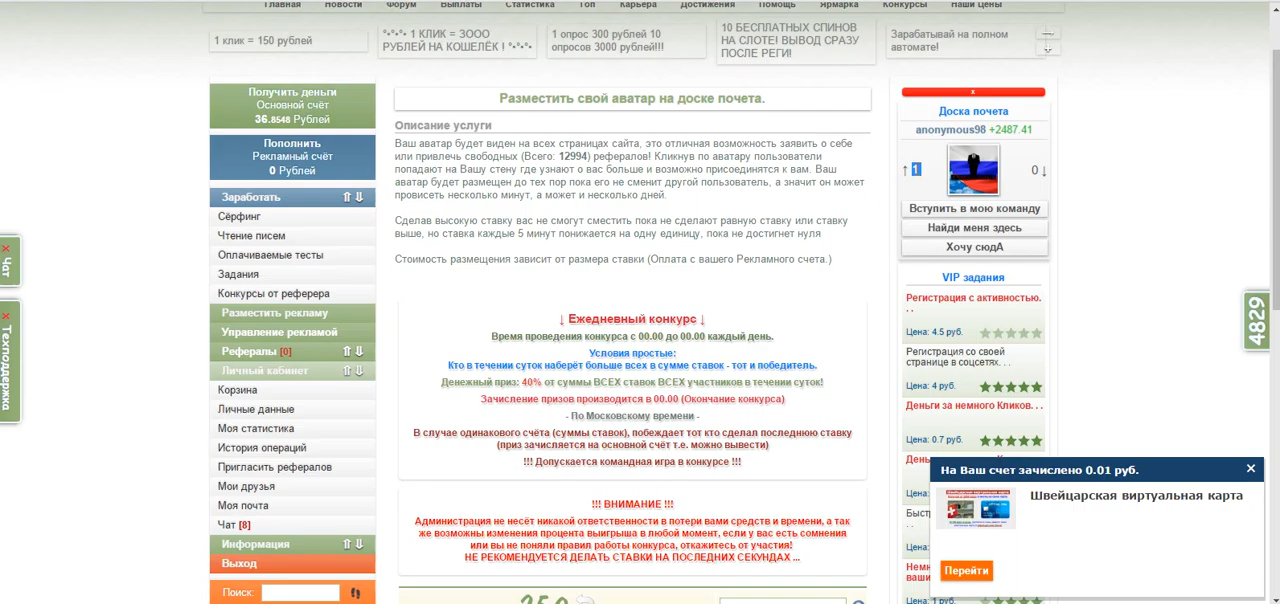 Главная Новости Форум Выплаты Статистика Топ Карьера Достижения Помощь Ярмарка Конкурсы Наши цены
1 клик = 150 рублей
°•°•°• 1 КЛИК = 3ООО
РУБЛЕЙ НА КОШЕЛЁК ! °•°•°•
1 опрос 300 рублей 10
опросов 3000 рублей!!!
10 БЕСПЛАТНЫХ СПИНОВ
НА СЛОТЕ! ВЫВОД СРАЗУ
ПОСЛЕ РЕГИ!
Зарабатывай на полном
автомате!
Получить деньги
Основной счёт
36.8548 Рублей
Пополнить
Рекламный счёт
0 Рублей
Заработать ⇑⇓
Сёрфинг
Чтение писем
Оплачиваемые тесты
Задания
Конкурсы от реферера
Разместить рекламу
Управление рекламой
Рефералы [0] ⇑⇓
Личный кабинет ⇑⇓
Корзина
Личные данные
Моя статистика
История операций
Пригласить рефералов
Мои друзья
Моя почта
Чат [8]
Информация ⇑⇓
Выход
Поиск:
× Чат
× Техподдержка
Разместить свой аватар на доске почета.
Описание услуги
Ваш аватар будет виден на всех страницах сайта, это отличная возможность заявить о себе
или привлечь свободных (Всего: 12994) рефералов! Кликнув по аватару пользователи
попадают на Вашу стену где узнают о вас больше и возможно присоединятся к вам. Ваш
аватар будет размещен до тех пор пока его не сменит другой пользователь, а значит он может
провисеть несколько минут, а может и несколько дней.
Сделав высокую ставку вас не смогут сместить пока не сделают равную ставку или ставку
выше, но ставка каждые 5 минут понижается на одну единицу, пока не достигнет нуля
Стоимость размещения зависит от размера ставки (Оплата с вашего Рекламного счета.)
↓ Ежедневный конкурс ↓
Время проведения конкурса с 00.00 до 00.00 каждый день.
Условия простые:
Кто в течении суток наберёт больше всех в сумме ставок - тот и победитель.
Денежный приз: 40% от суммы ВСЕХ ставок ВСЕХ участников в течении суток!
Зачисление призов производится в 00.00 (Окончание конкурса)
- По Московскому времени -
В случае одинакового счёта (суммы ставок), побеждает тот кто сделал последнюю ставку
(приз зачисляется на основной счёт т.е. можно вывести)
!!! Допускается командная игра в конкурсе !!!
!!! ВНИМАНИЕ !!!
Администрация не несёт никакой ответственности в потери вами средств и времени, а так
же возможны изменения процента выигрыша в любой момент, если у вас есть сомнения
или вы не поняли правил работы конкурса, откажитесь от участия!
НЕ РЕКОМЕНДУЕТСЯ ДЕЛАТЬ СТАВКИ НА ПОСЛЕДНИХ СЕКУНДАХ ...
x
Доска почета
anonymous98 +2487.41
↑ 1 0 ↓
Вступить в мою команду
Найди меня здесь
Хочу сюдА
VIP задания
Регистрация с активностью.
. .
Цена: 4.5 руб.
Регистрация со своей
странице в соцсетях. . .
Цена: 4 руб.
Деньги за немного Кликов. . .
Цена: 0.7 руб.
4829
На Ваш счет зачислено 0.01 руб. ×
Швейцарская виртуальная карта
Перейти
Цена: 1 руб.